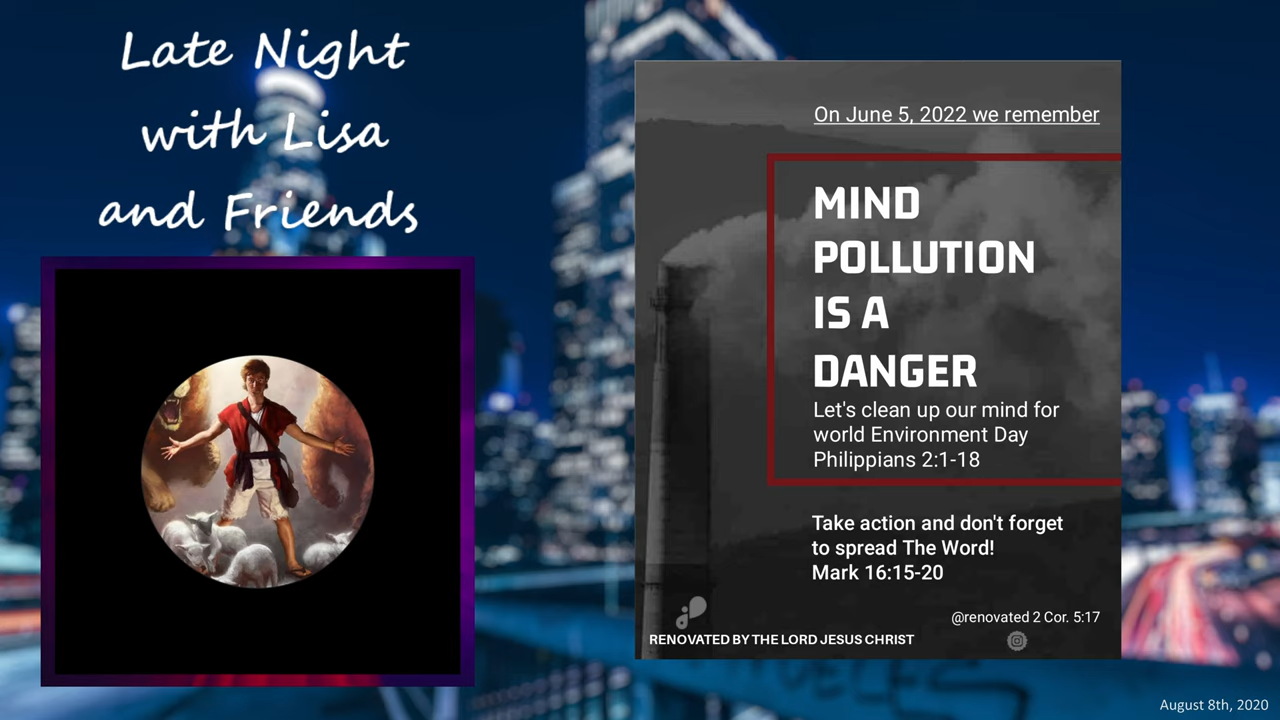 Late Night
with Lisa
and Friends
On June 5, 2022 we remember
MIND
POLLUTION
IS A
DANGER
Let's clean up our mind for
world Environment Day
Philippians 2:1-18
Take action and don't forget
to spread The Word!
Mark 16:15-20
@renovated 2 Cor. 5:17
RENOVATED BY THE LORD JESUS CHRIST
August 8th, 2020